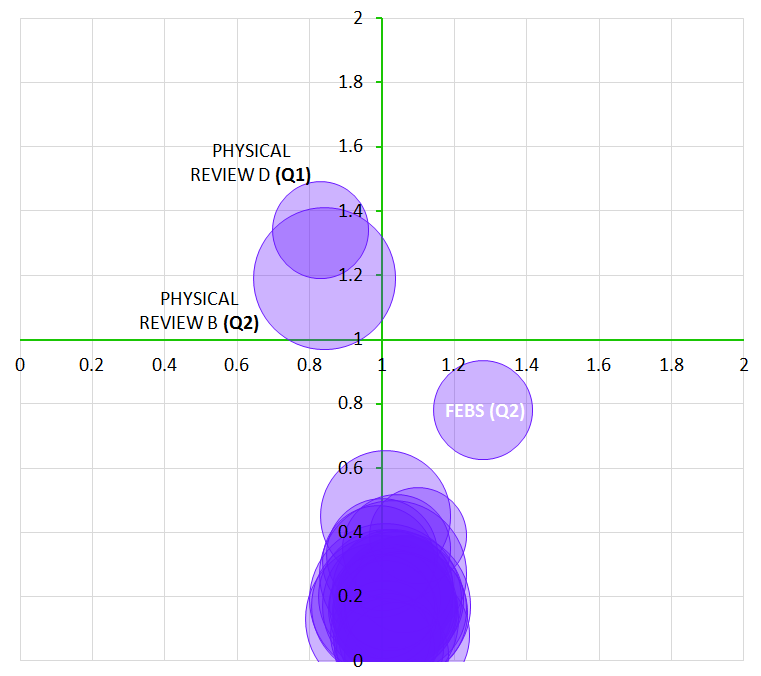 2
1.8
1.6
PHYSICAL
REVIEW D (Q1)
1.4
1.2
PHYSICAL
REVIEW B (Q2)
1
0 0.2 0.4 0.6 0.8 1 1.2 1.4 1.6 1.8 2
0.8
FEBS (Q2)
0.6
0.4
0.2
0